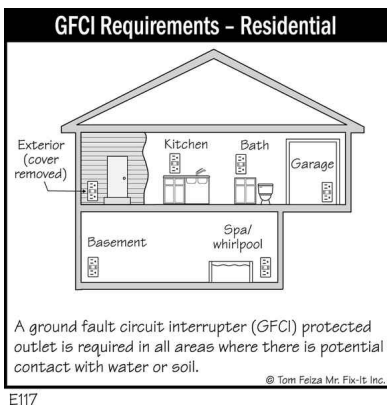 GFCI Requirements – Residential
Exterior
(cover
removed)
Kitchen
Bath
Garage
Basement
Spa/
whirlpool
A ground fault circuit interrupter (GFCI) protected
outlet is required in all areas where there is potential
contact with water or soil.
@ Tom Feiza Mr. Fix-It Inc.
E117